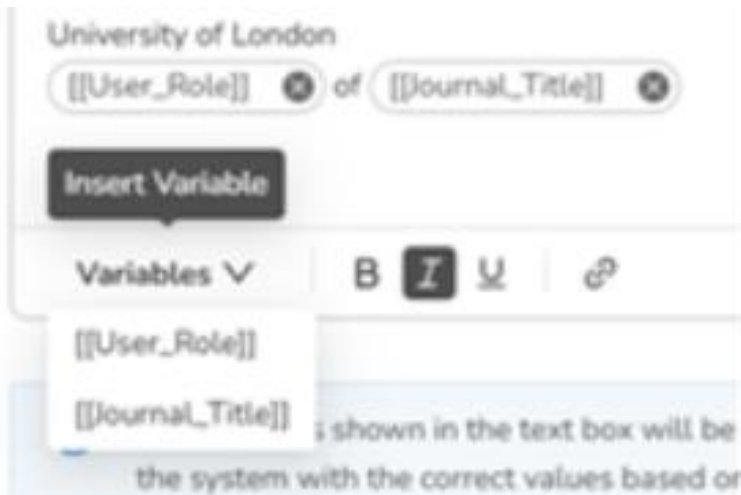 University of London
[[User_Role]] of [[Journal_Title]]
Insert Variable
Variables B I U
[[User_Role]]
[[Journal_Title]]
shown in the text box will be
the system with the correct values based